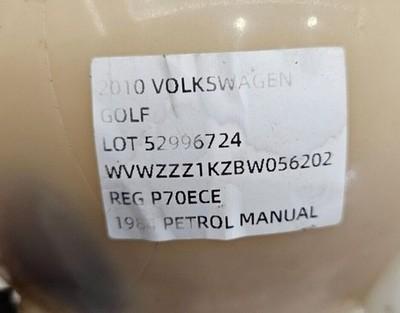 2010 VOLKSWAGEN
GOLF
LOT 52996724
WVWZZZ1KZBW056202
REG P70ECE
PETROL MANUAL